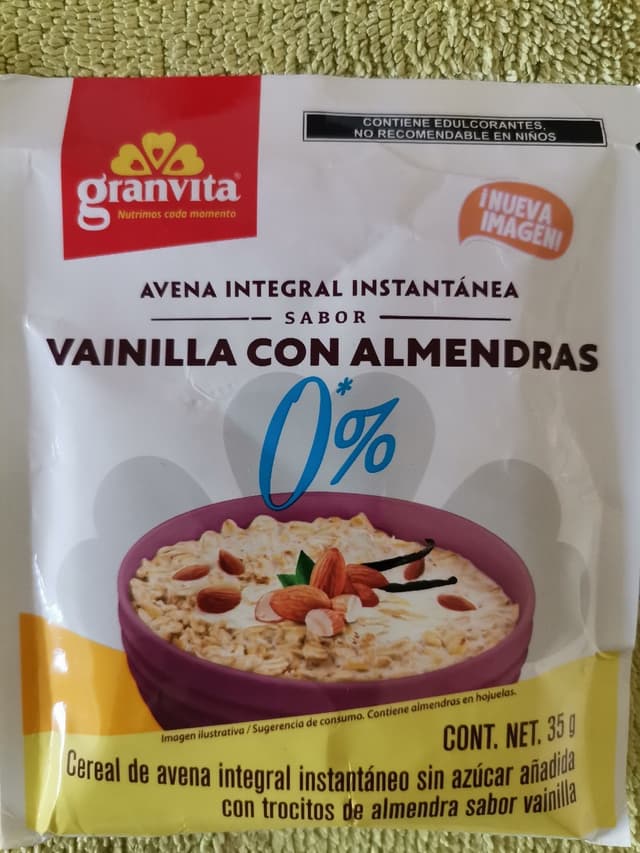 CONTIENE EDULCORANTES,
NO RECOMENDABLE EN NIÑOS
granvita®
Nutrimos cada momento
¡NUEVA
IMAGEN!
AVENA INTEGRAL INSTANTÁNEA
SABOR
VAINILLA CON ALMENDRAS
0*%
Imagen ilustrativa / Sugerencia de consumo. Contiene almendras en hojuelas.
CONT. NET. 35 g
Cereal de avena integral instantáneo sin azúcar añadida
con trocitos de almendra sabor vainilla